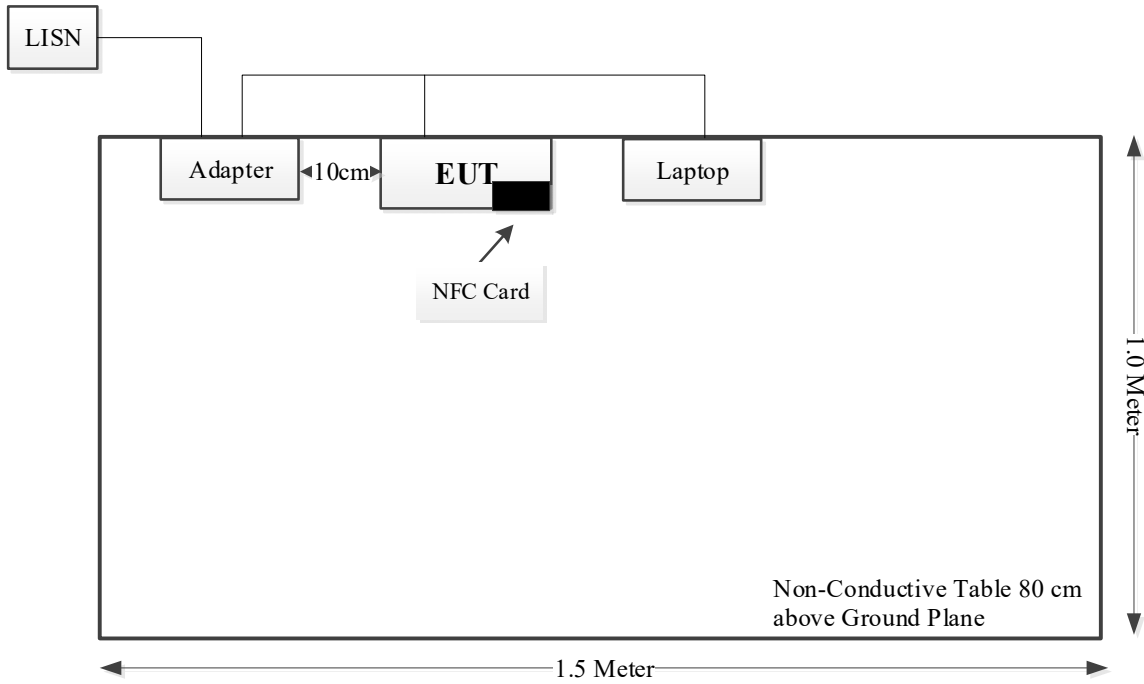 LISN
Adapter
10cm
EUT
Laptop
NFC Card
1.0 Meter
Non-Conductive Table 80 cm
above Ground Plane
1.5 Meter